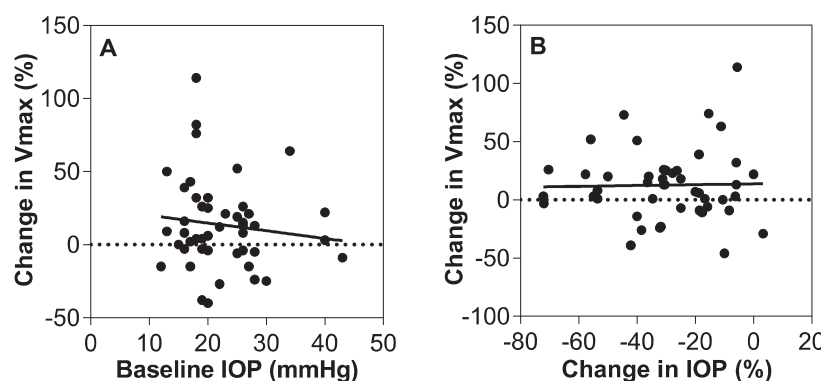 A
Change in Vmax (%)
150
100
50
0
-50
0 10 20 30 40 50
Baseline IOP (mmHg)
B
Change in Vmax (%)
150
100
50
0
-50
-100
-80 -60 -40 -20 0 20
Change in IOP (%)